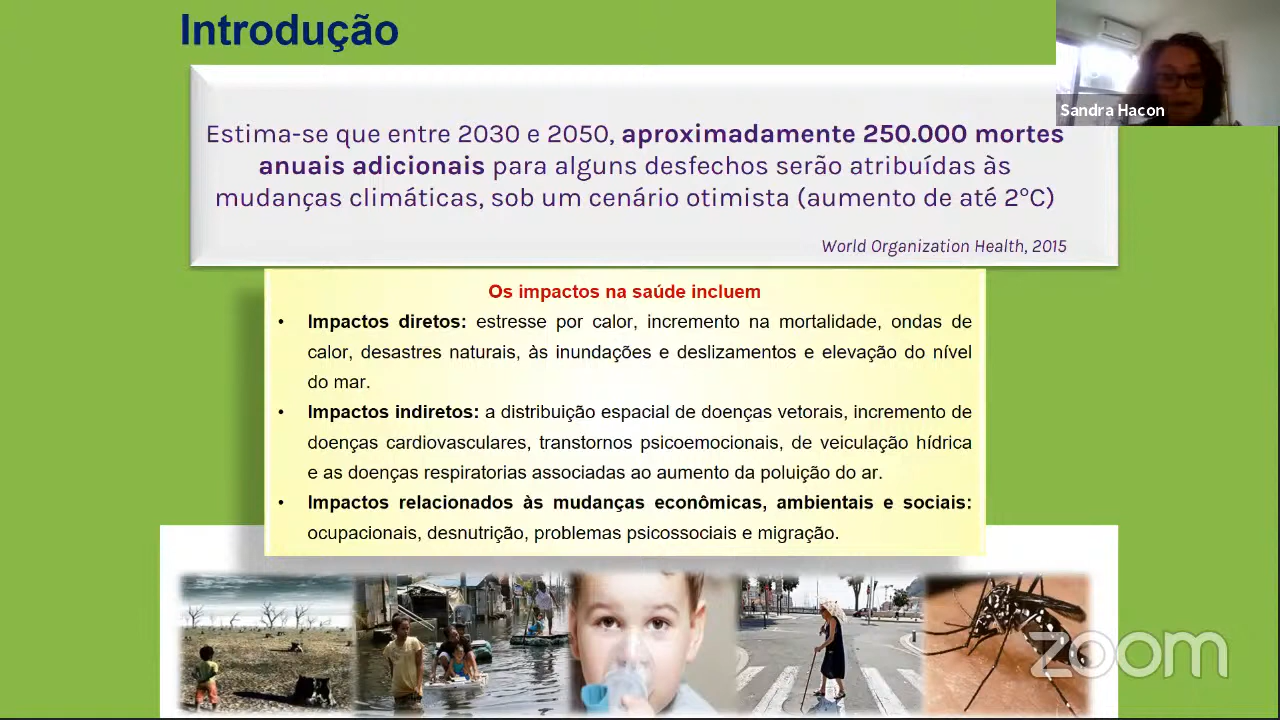 Introdução
Sandra Hacon
Estima-se que entre 2030 e 2050, aproximadamente 250.000 mortes
anuais adicionais para alguns desfechos serão atribuídas às
mudanças climáticas, sob um cenário otimista (aumento de até 2°C)
World Organization Health, 2015
Os impactos na saúde incluem
• Impactos diretos: estresse por calor, incremento na mortalidade, ondas de
calor, desastres naturais, às inundações e deslizamentos e elevação do nível
do mar.
• Impactos indiretos: a distribuição espacial de doenças vetorais, incremento de
doenças cardiovasculares, transtornos psicoemocionais, de veiculação hídrica
e as doenças respiratorias associadas ao aumento da poluição do ar.
• Impactos relacionados às mudanças econômicas, ambientais e sociais:
ocupacionais, desnutrição, problemas psicossociais e migração.
zoom